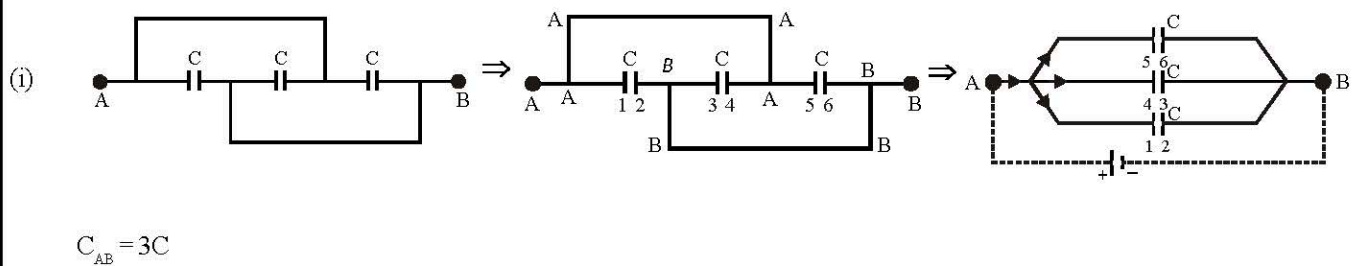 (i)
C C C
A B
⇒
A A
C B C C B
A 1 2 3 4 A 5 6 B
A
B B
⇒
C
5 6
A C B
4 3
C
1 2
+ −
C_AB = 3C